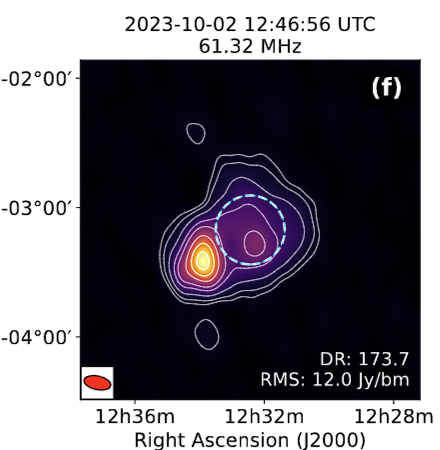 2023-10-02 12:46:56 UTC
61.32 MHz
-02°00′
(f)
-03°00′
-04°00′
DR: 173.7
RMS: 12.0 Jy/bm
12h36m 12h32m 12h28m
Right Ascension (J2000)